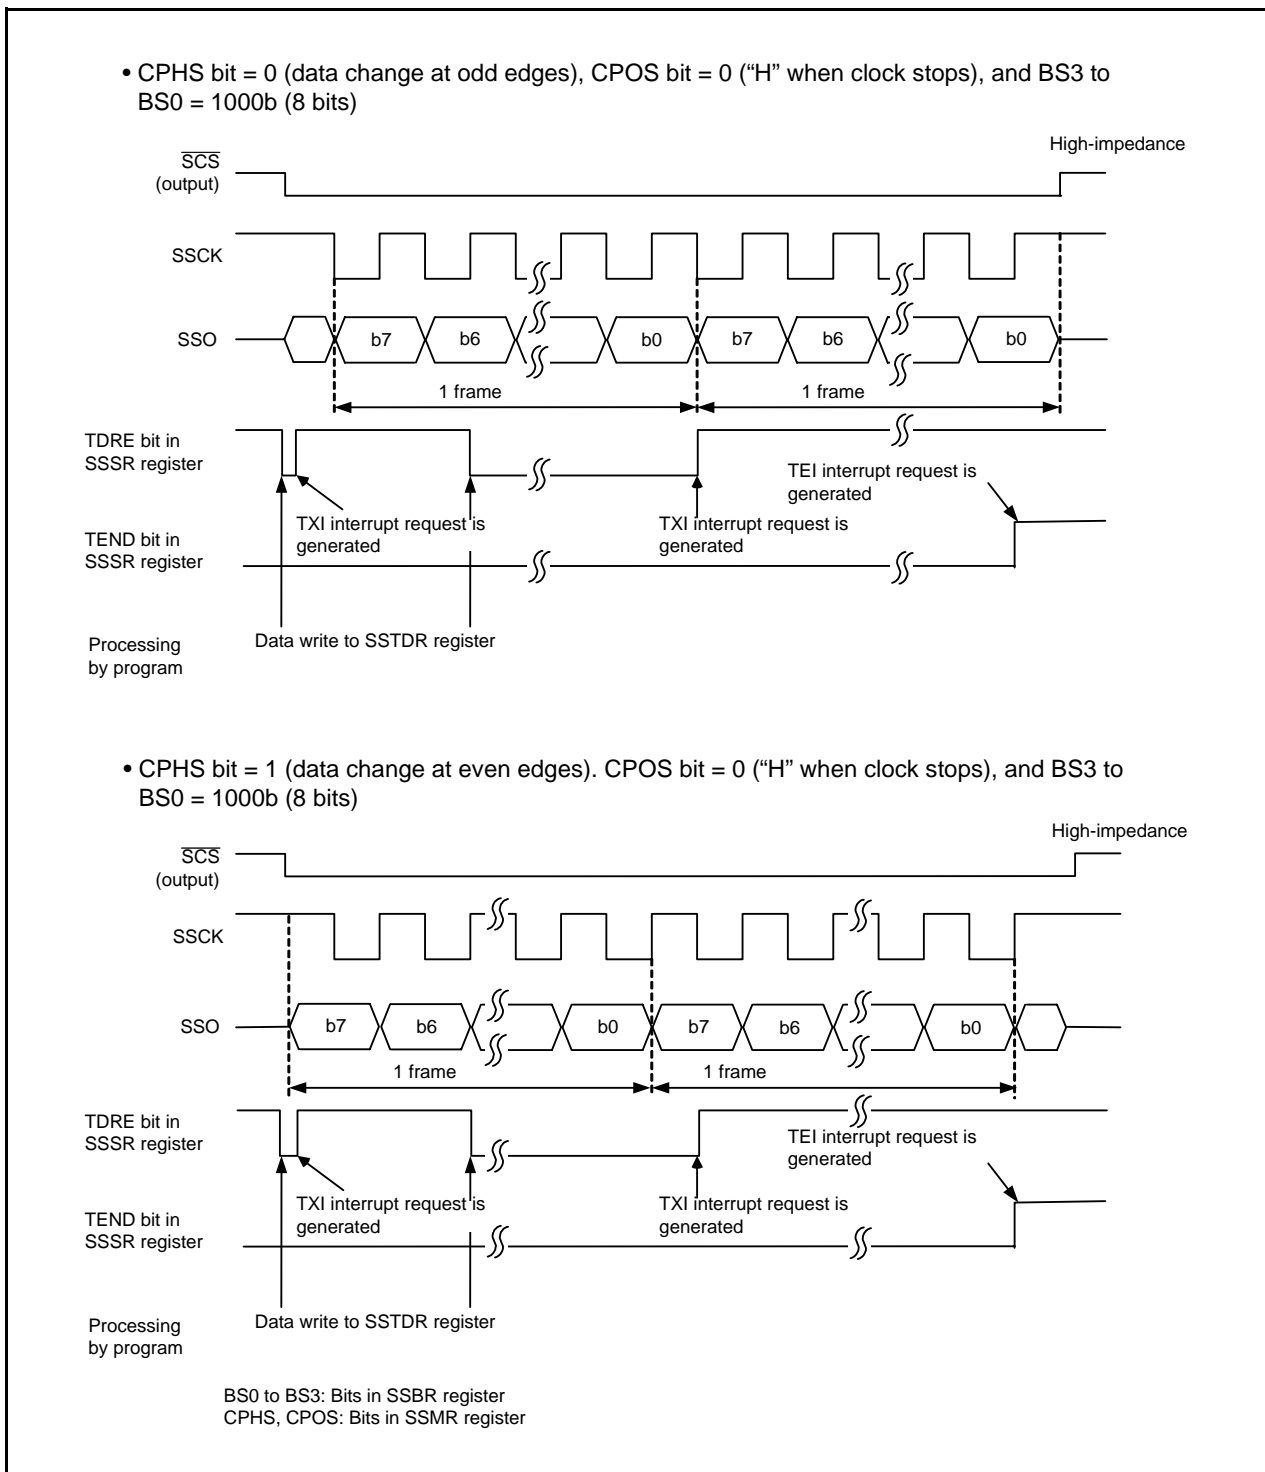 • CPHS bit = 0 (data change at odd edges), CPOS bit = 0 (“H” when clock stops), and BS3 to
BS0 = 1000b (8 bits)
High-impedance
SCS
(output)
SSCK
SSO
b7
b6
b0
b7
b6
b0
1 frame
1 frame
TDRE bit in
SSSR register
TEI interrupt request is
generated
TXI interrupt request is
generated
TXI interrupt request is
generated
TEND bit in
SSSR register
Processing
by program
Data write to SSTDR register
• CPHS bit = 1 (data change at even edges). CPOS bit = 0 (“H” when clock stops), and BS3 to
BS0 = 1000b (8 bits)
High-impedance
SCS
(output)
SSCK
SSO
b7
b6
b0
b7
b6
b0
1 frame
1 frame
TDRE bit in
SSSR register
TEI interrupt request is
generated
TXI interrupt request is
generated
TXI interrupt request is
generated
TEND bit in
SSSR register
Processing
by program
Data write to SSTDR register
BS0 to BS3: Bits in SSBR register
CPHS, CPOS: Bits in SSMR register